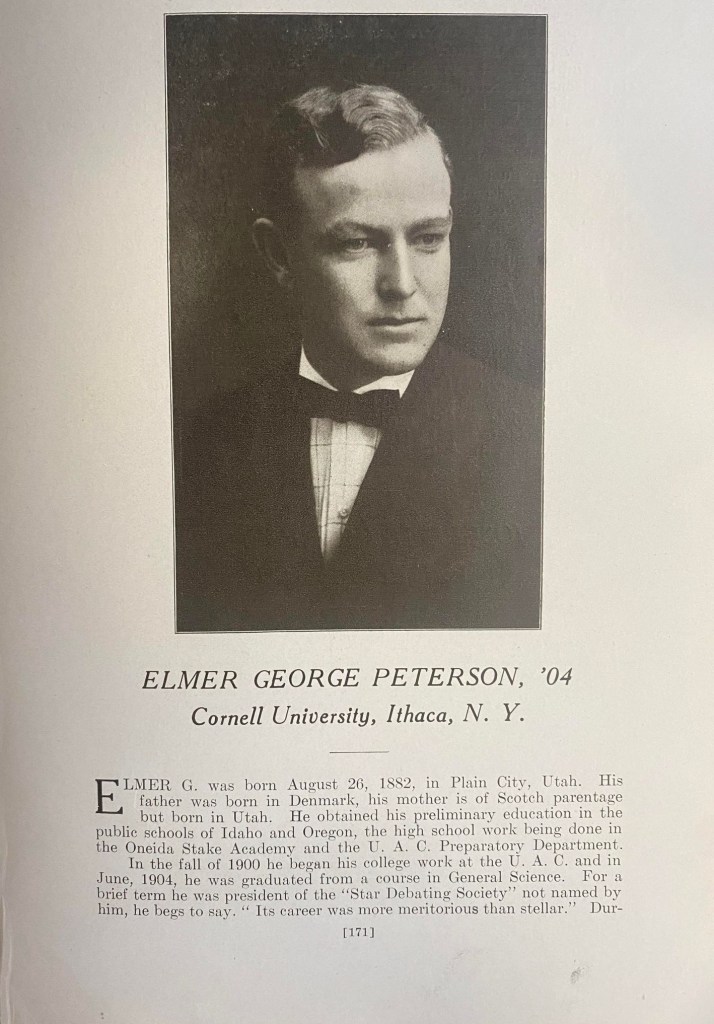 ELMER GEORGE PETERSON, '04
Cornell University, Ithaca, N. Y.
ELMER G. was born August 26, 1882, in Plain City, Utah. His
father was born in Denmark, his mother is of Scotch parentage
but born in Utah. He obtained his preliminary education in the
public schools of Idaho and Oregon, the high school work being done in
the Oneida Stake Academy and the U. A. C. Preparatory Department.
In the fall of 1900 he began his college work at the U. A. C. and in
June, 1904, he was graduated from a course in General Science. For a
brief term he was president of the "Star Debating Society" not named by
him, he begs to say. " Its career was more meritorious than stellar." Dur-
[171]